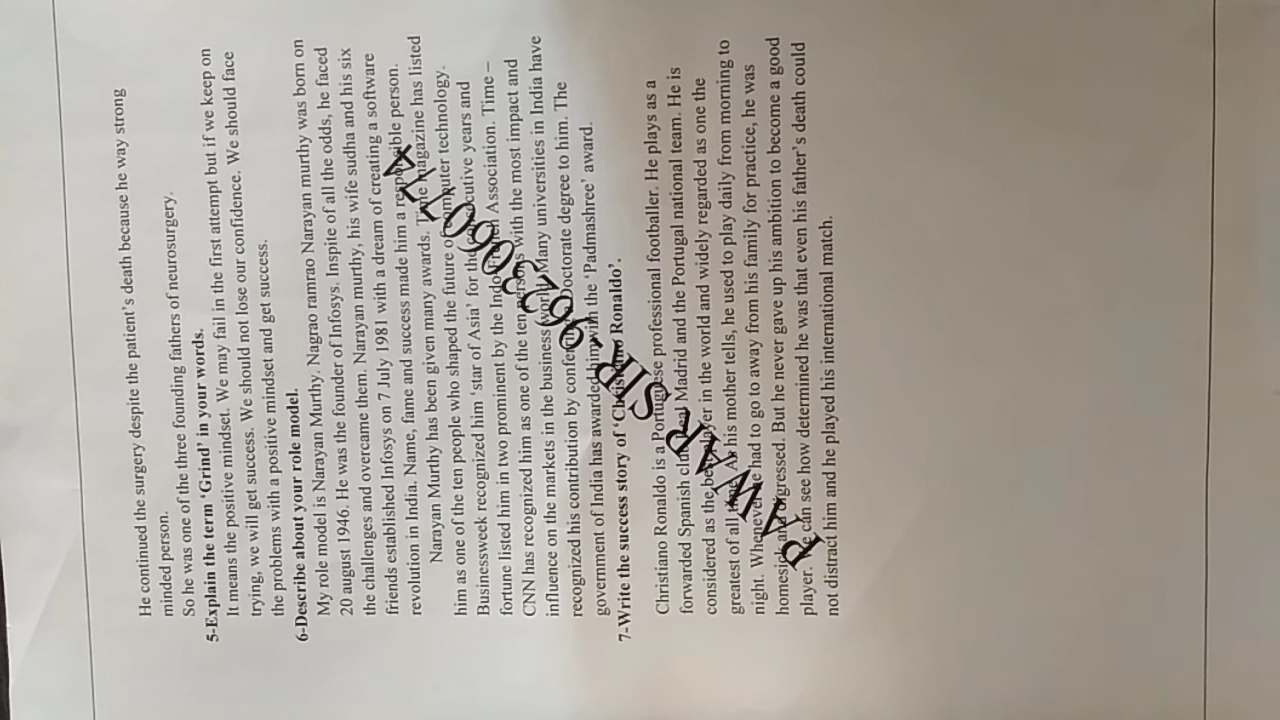 He continued the surgery despite the patient's death because he way strong
minded person.
So he was one of the three founding fathers of neurosurgery.
5-Explain the term 'Grind' in your words.
It means the positive mindset. We may fail in the first attempt but if we keep on
trying, we will get success. We should not lose our confidence. We should face
the problems with a positive mindset and get success.
6-Describe about your role model.
My role model is Narayan Murthy. Nagrao ramrao Narayan murthy was born on
20 august 1946. He was the founder of Infosys. Inspite of all the odds, he faced
the challenges and overcame them. Narayan murthy, his wife sudha and his six
friends established Infosys on 7 July 1981 with a dream of creating a software
revolution in India. Name, fame and success made him a responsible person.
Narayan Murthy has been given many awards. Time magazine has listed
him as one of the ten people who shaped the future of computer technology.
Businessweek recognized him 'star of Asia' for the consecutive years and
fortune listed him in two prominent by the Indo Association. Time –
CNN has recognized him as one of the ten persons with the most impact and
influence on the markets in the business world. Many universities in India have
recognized his contribution by Doctorate degree to him. The
government of India has awarded him with the 'Padmashree' award.
7-Write the success story of 'Christiano Ronaldo'.
Christiano Ronaldo is a Portuguese professional footballer. He plays as a
forwarded Spanish club Real Madrid and the Portugal national team. He is
considered as the best player in the world and widely regarded as one the
greatest of all time. As his mother tells, he used to play daily from morning to
night. Whenever he had to go to away from his family for practice, he was
homesick and But he never gave up his ambition to become a good
player. We can see how determined he was that even his father's death could
not distract him and he played his international match.
PAWAR SIR-9623060774